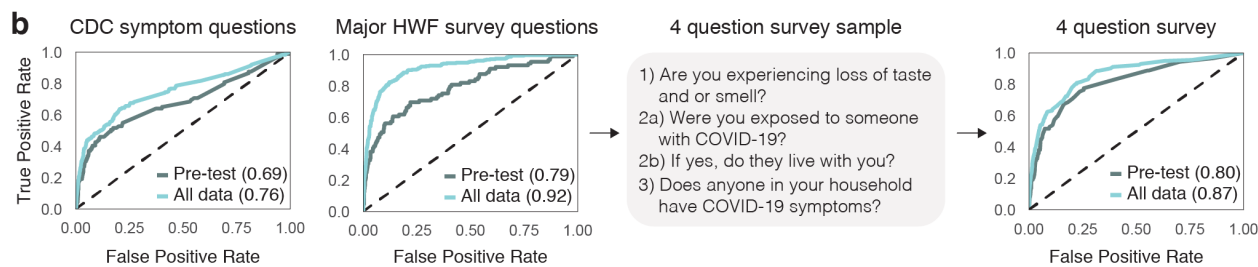 b
CDC symptom questions
True Positive Rate
1.0
0.8
0.6
0.4
0.2
0.0
Pre-test (0.69)
All data (0.76)
0.00 0.25 0.50 0.75 1.00
False Positive Rate
Major HWF survey questions
1.0
0.8
0.6
0.4
0.2
0.0
Pre-test (0.79)
All data (0.92)
0.00 0.25 0.50 0.75 1.00
False Positive Rate
4 question survey sample
1) Are you experiencing loss of taste
and or smell?
2a) Were you exposed to someone
with COVID-19?
2b) If yes, do they live with you?
3) Does anyone in your household
have COVID-19 symptoms?
4 question survey
1.0
0.8
0.6
0.4
0.2
0.0
Pre-test (0.80)
All data (0.87)
0.00 0.25 0.50 0.75 1.00
False Positive Rate